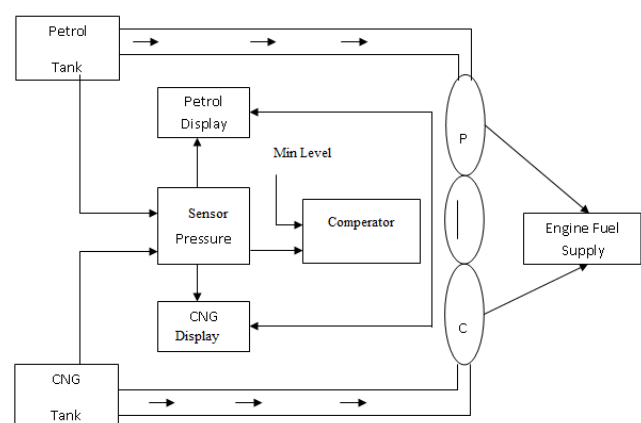 Petrol
Tank
Petrol
Display
Min Level
P
Sensor
Pressure
Comperator
Engine Fuel
Supply
CNG
Display
C
CNG
Tank